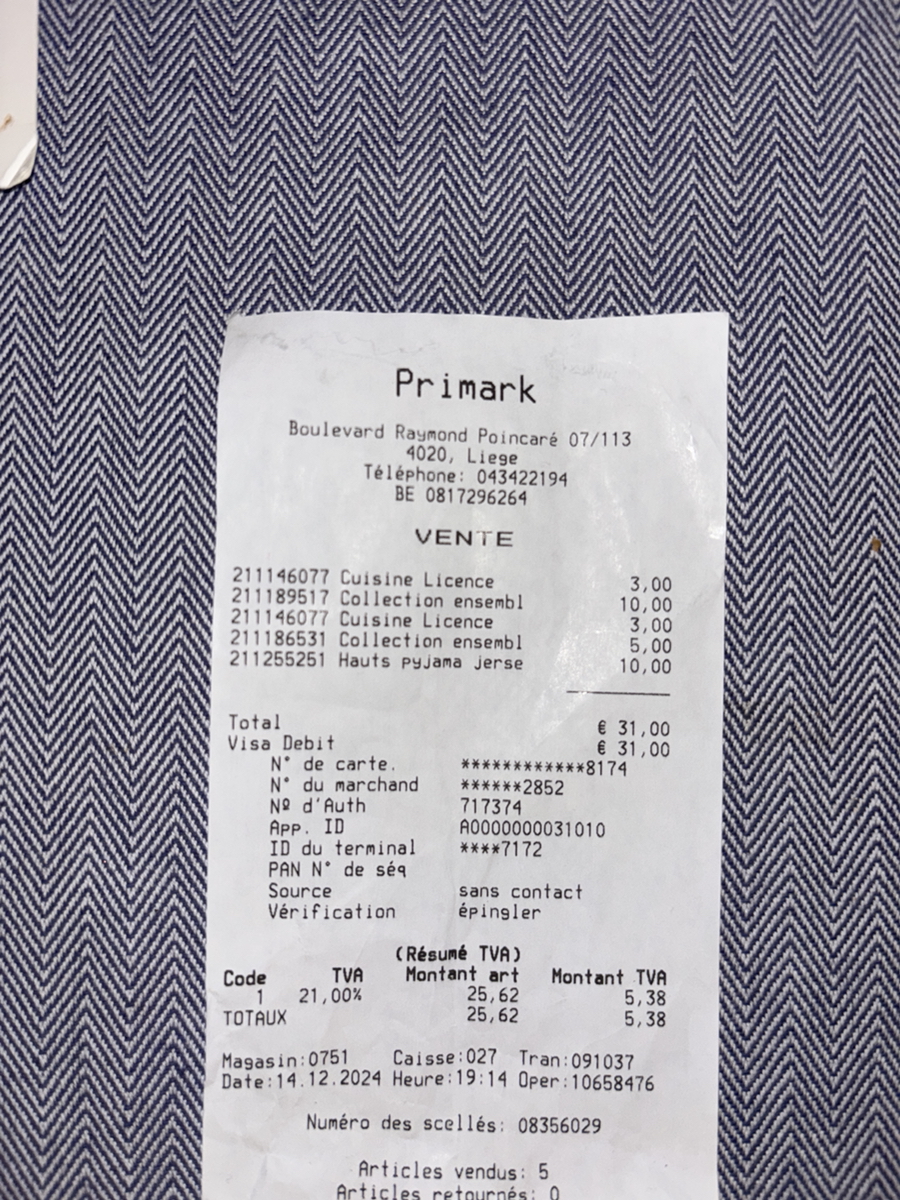 Primark
Boulevard Raymond Poincaré 07/113
4020, Liege
Téléphone: 043422194
BE 0817296264
VENTE
211146077 Cuisine Licence 3,00
211189517 Collection ensembl 10,00
211146077 Cuisine Licence 3,00
211186531 Collection ensembl 5,00
211255251 Hauts pyjama jerse 10,00
Total € 31,00
Visa Debit € 31,00
N° de carte. ************8174
N° du marchand ******2852
Nº d'Auth 717374
App. ID A0000000031010
ID du terminal ****7172
PAN N° de séq
Source sans contact
Vérification épingler
(Résumé TVA)
Code TVA Montant art Montant TVA
1 21,00% 25,62 5,38
TOTAUX 25,62 5,38
Magasin:0751 Caisse:027 Tran:091037
Date:14.12.2024 Heure:19:14 Oper:10658476
Numéro des scellés: 08356029
Articles vendus: 5
Articles retournés: 0